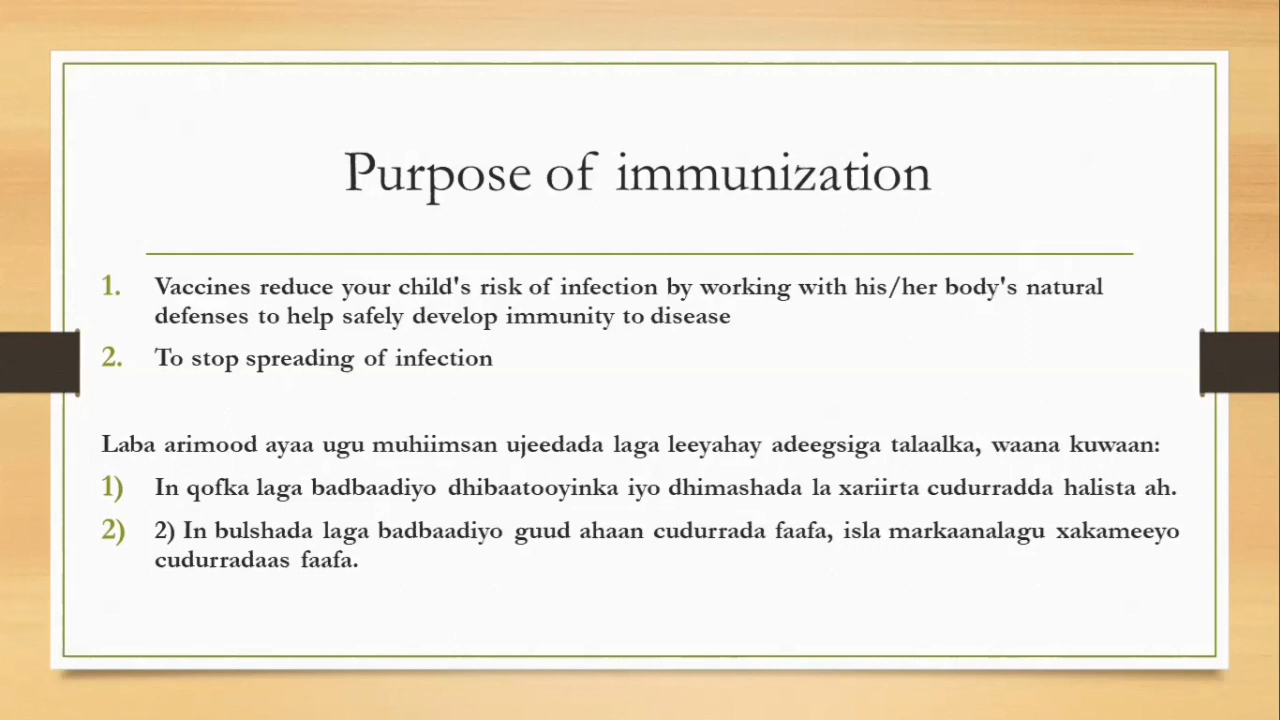 Purpose of immunization
1. Vaccines reduce your child's risk of infection by working with his/her body's natural
defenses to help safely develop immunity to disease
2. To stop spreading of infection
Laba arimood ayaa ugu muhiimsan ujeedada laga leeyahay adeegsiga talaalka, waana kuwaan:
1) In qofka laga badbaadiyo dhibaatooyinka iyo dhimashada la xariirta cudurradda halista ah.
2) 2) In bulshada laga badbaadiyo guud ahaan cudurrada faafa, isla markaanalagu xakameeyo
cudurradaas faafa.